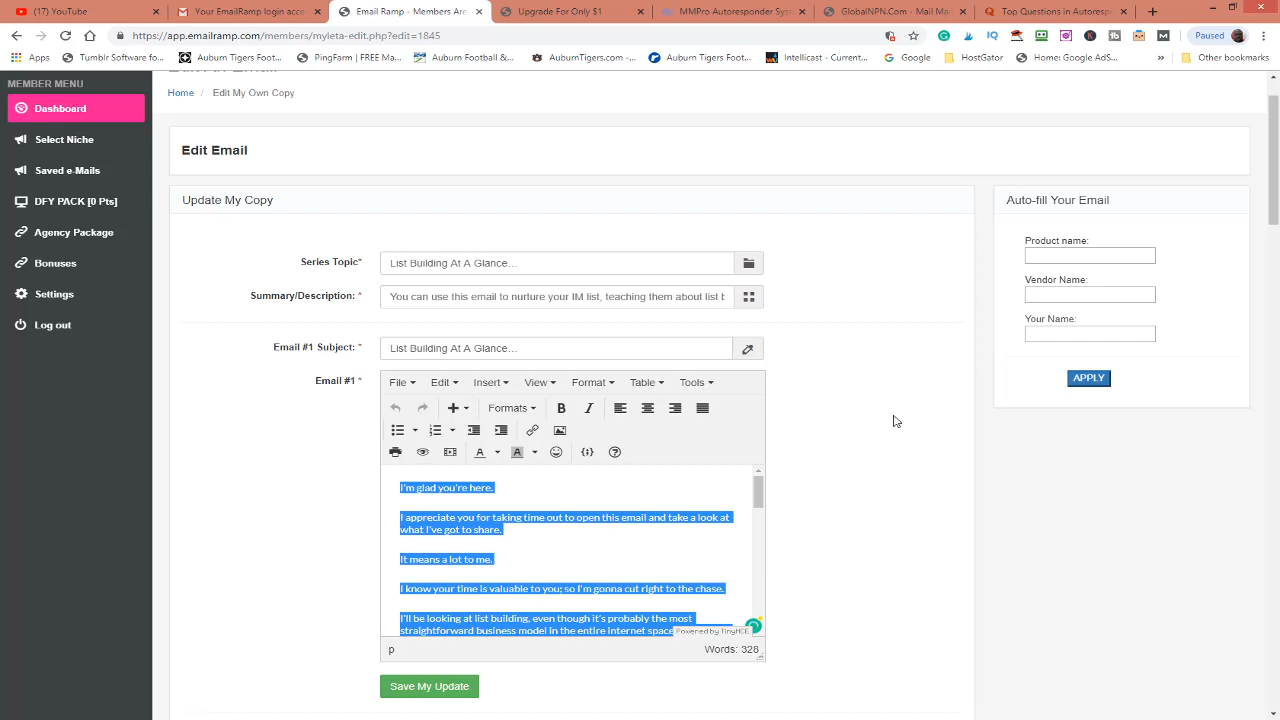 (7) YouTube
Your EmailRamp-login acce
Email Ramp - Members Are
Upgrade For Only $1
MMPro-Autoresponder Sys
GlobalNPN.Com - Mail Mar
Top Questions in Autoresp
https://app.emailramp.com/members/myleta-edit.php?edit=1845
Paused
Apps
Tumblr Software fo
Auburn Tigers Foot...
PingFarm | FREE Ma...
Auburn Football &...
AuburnTigers.com -...
Auburn Tigers Foot...
Intellicast - Current...
Google
HostGator
Home: Google AdS...
»
Other bookmarks
MEMBER MENU
Dashboard
Select Niche
Saved e-Mails
DFY PACK [0 Pts]
Agency Package
Bonuses
Settings
Log out
Home / Edit My Own Copy
Edit Email
Update My Copy
Series Topic*
List Building At A Glance...
Summary/Description: *
You can use this email to nurture your IM list, teaching them about list b
Email #1 Subject: *
List Building At A Glance...
Email #1: *
File
Edit
Insert
View
Format
Table
Tools
Formats
B
I
A
A
I'm glad you're here.
I appreciate you for taking time out to open this email and take a look at
what I've got to share.
It means a lot to me.
I know your time is valuable to you; so I'm gonna cut right to the chase.
I'll be looking at list building, even though it's probably the most
straightforward business model in the entire internet space
Powered by TinyMCE
p
Words: 328
Save My Update
Auto-fill Your Email
Product name:
Vendor Name:
Your Name:
APPLY